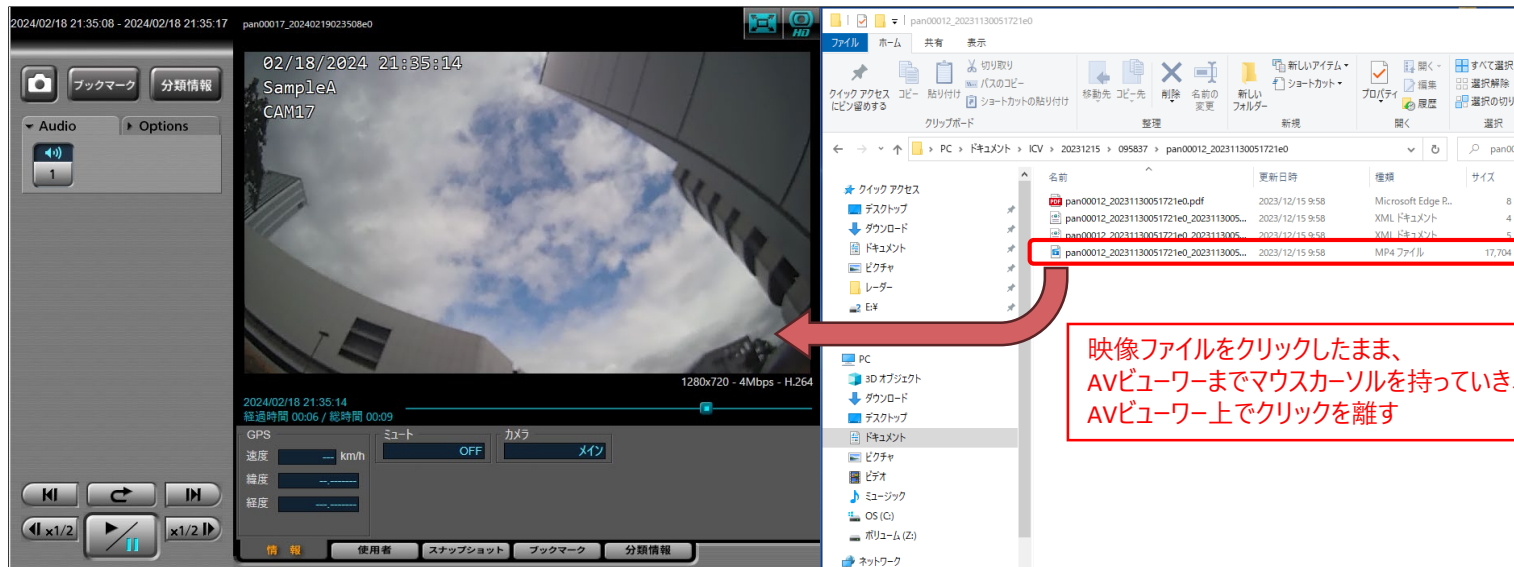 2024/02/18 21:35:08 - 2024/02/18 21:35:17
pan00017_20240219023508e0
HD
ブックマーク
分類情報
Audio
Options
1
02/18/2024 21:35:14
SampleA
CAM17
1280x720 - 4Mbps - H.264
2024/02/18 21:35:14
経過時間 00:06 / 総時間 00:09
GPS
速度 --- km/h
緯度 --.-------
経度 ---.-------
ミュート
OFF
カメラ
メイン
x1/2
x1/2
情 報
使用者
スナップショット
ブックマーク
分類情報
pan00012_20231130051721e0
ファイル ホーム 共有 表示
クイック アクセス
にピン留めする
コピー
貼り付け
切り取り
パスのコピー
ショートカットの貼り付け
クリップボード
移動先
コピー先
削除
名前の
変更
整理
新しい
フォルダー
新しいアイテム
ショートカット
新規
プロパティ
開く
編集
履歴
開く
すべて選択
選択解除
選択の切り
選択
PC › ドキュメント › ICV › 20231215 › 095837 › pan00012_20231130051721e0
pan00
名前 更新日時 種類 サイズ
pan00012_20231130051721e0.pdf 2023/12/15 9:58 Microsoft Edge P... 8
pan00012_20231130051721e0_2023113005... 2023/12/15 9:58 XML ドキュメント 4
pan00012_20231130051721e0_2023113005... 2023/12/15 9:58 XML ドキュメント 5
pan00012_20231130051721e0_2023113005... 2023/12/15 9:58 MP4 ファイル 17,704
クイック アクセス
デスクトップ
ダウンロード
ドキュメント
ピクチャ
レーダー
E:¥
PC
3D オブジェクト
ダウンロード
デスクトップ
ドキュメント
ピクチャ
ビデオ
ミュージック
OS (C:)
ボリューム (Z:)
ネットワーク
映像ファイルをクリックしたまま、
AVビューワーまでマウスカーソルを持っていき
AVビューワー上でクリックを離す